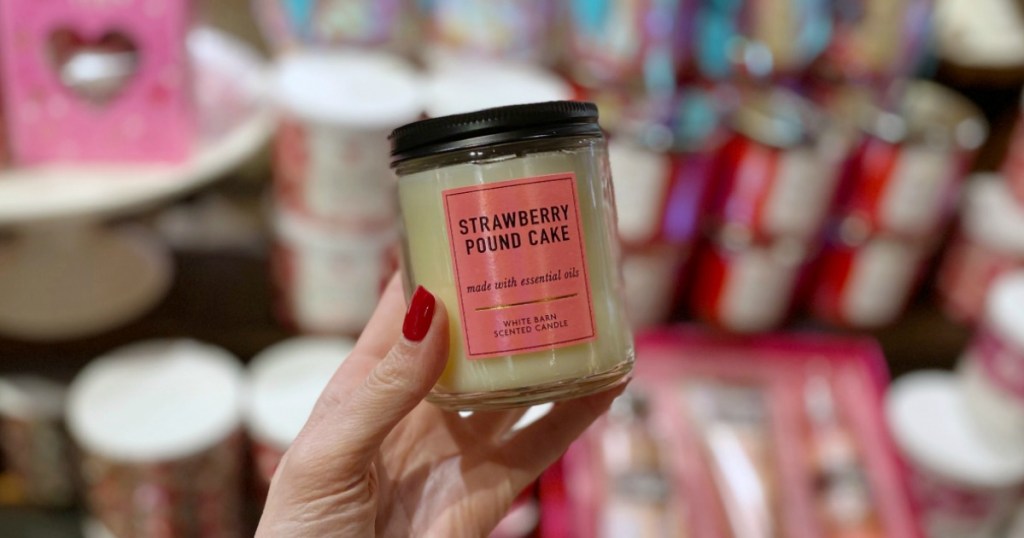 STRAWBERRY
POUND CAKE
made with essential oils
WHITE BARN
SCENTED CANDLE